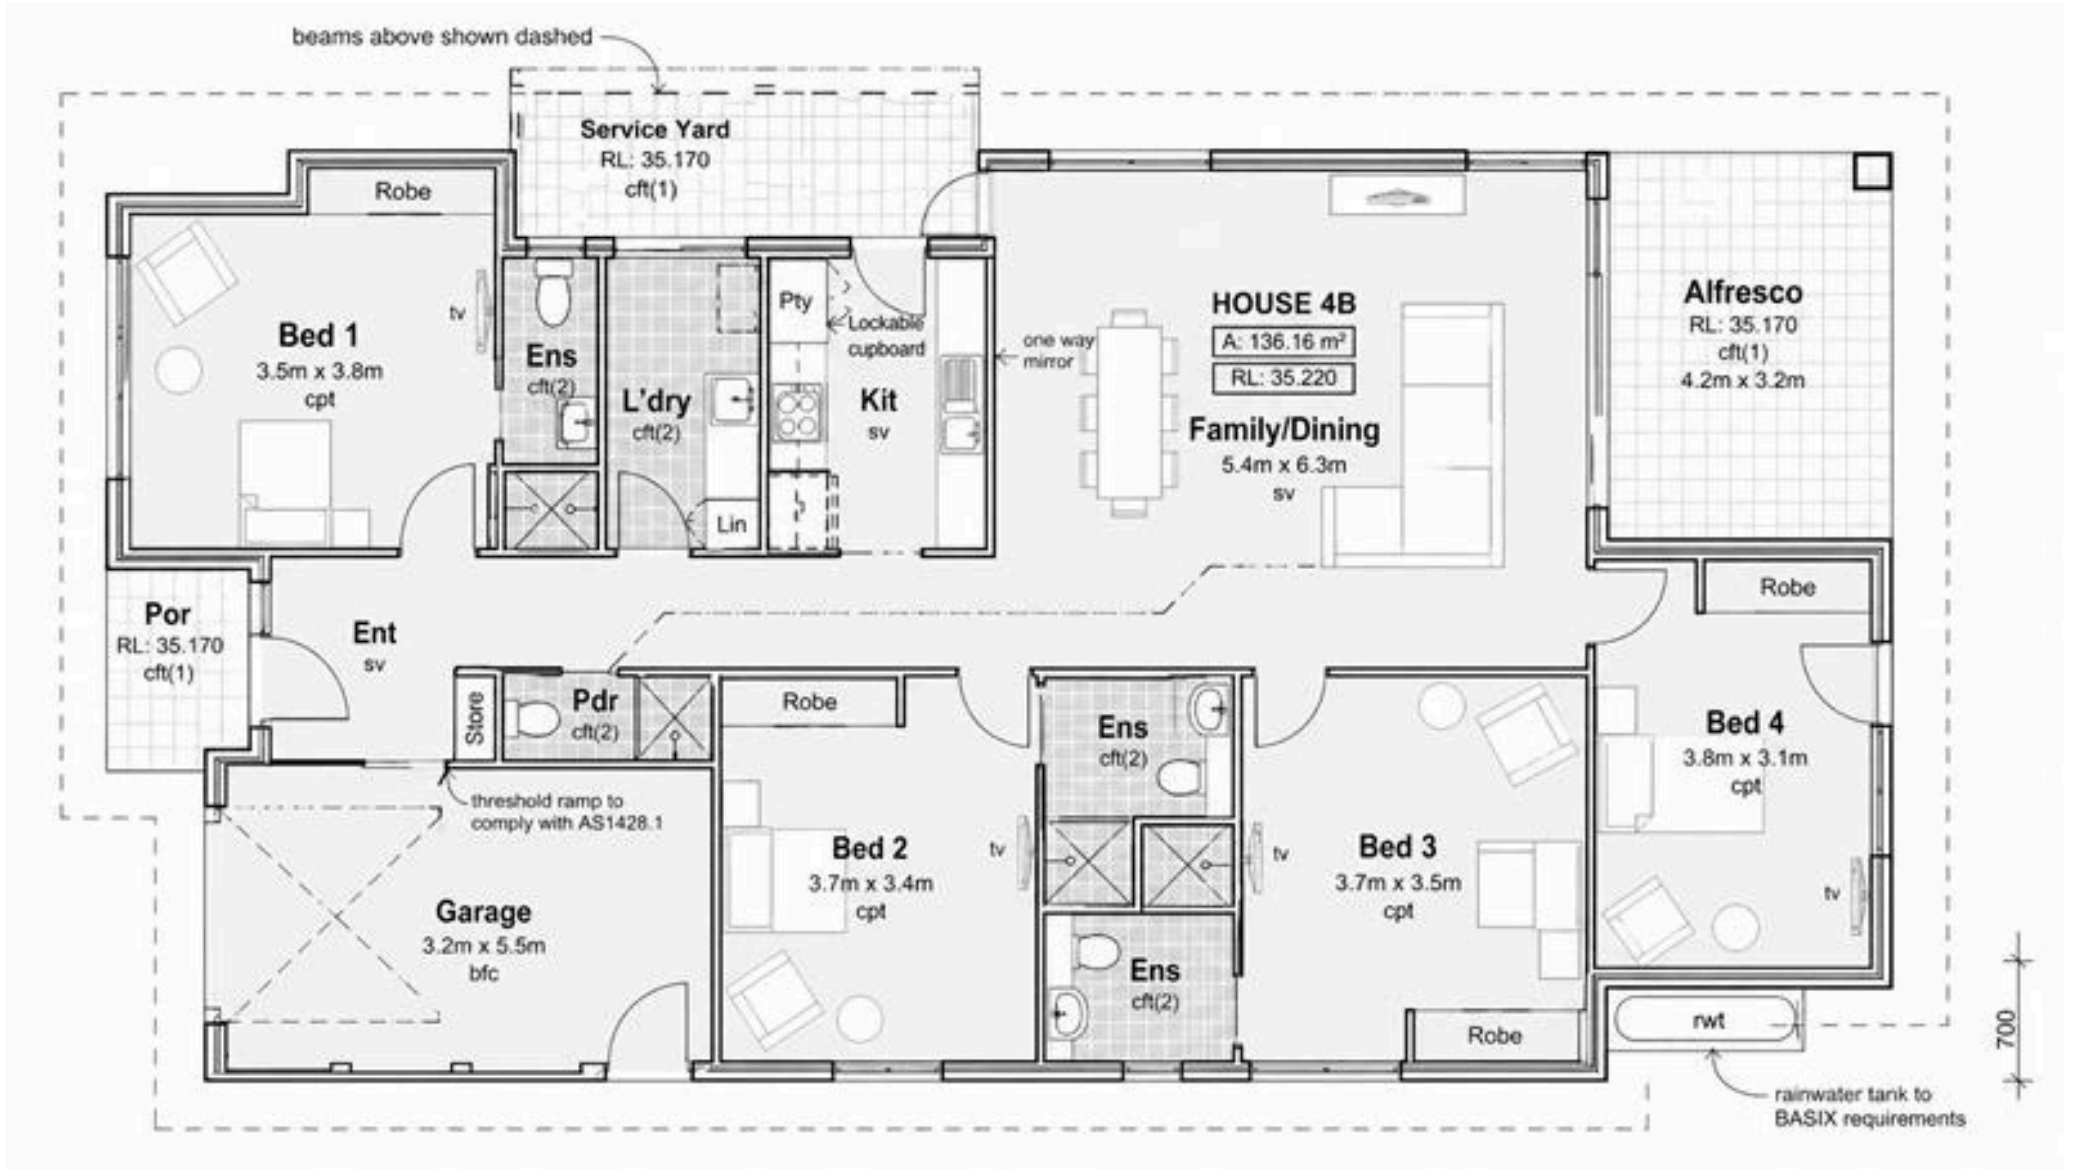 beams above shown dashed
Service Yard
RL: 35.170
cft(1)
Robe
Bed 1
3.5m x 3.8m
cpt
tv
Ens
cft(2)
L'dry
cft(2)
Lin
Pty
Lockable
cupboard
Kit
sv
one way
mirror
HOUSE 4B
A: 136.16 m²
RL: 35.220
Family/Dining
5.4m x 6.3m
sv
Alfresco
RL: 35.170
cft(1)
4.2m x 3.2m
Por
RL: 35.170
cft(1)
Ent
sv
Store
Pdr
cft(2)
Robe
Ens
cft(2)
Robe
Bed 4
3.8m x 3.1m
cpt
tv
threshold ramp to
comply with AS1428.1
Garage
3.2m x 5.5m
bfc
Bed 2
3.7m x 3.4m
cpt
tv
tv
Bed 3
3.7m x 3.5m
cpt
Ens
cft(2)
Robe
rwt
700
rainwater tank to
BASIX requirements